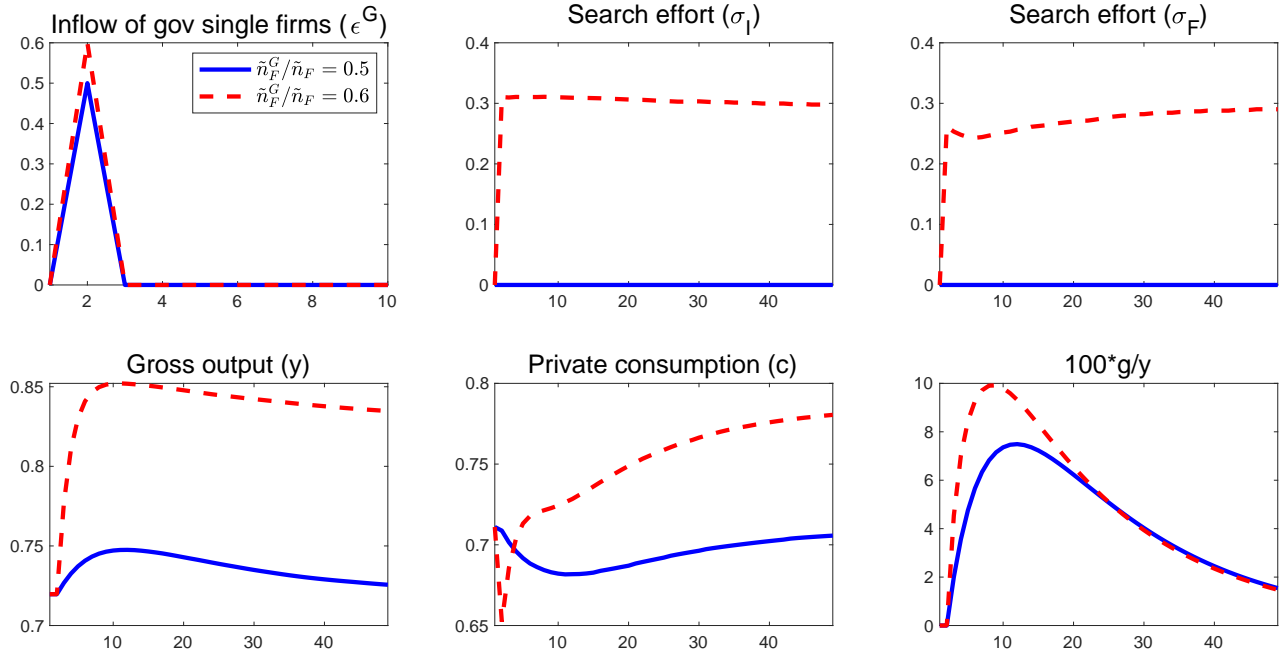 Inflow of gov single firms (ϵ^G)
0.6
0.5
0.4
0.3
0.2
0.1
0
2 4 6 8 10
ñ_F^G/ñ_F = 0.5
ñ_F^G/ñ_F = 0.6
Search effort (σ_I)
0.4
0.3
0.2
0.1
0
10 20 30 40
Search effort (σ_F)
0.4
0.3
0.2
0.1
0
10 20 30 40
Gross output (y)
0.85
0.8
0.75
0.7
10 20 30 40
Private consumption (c)
0.8
0.75
0.7
0.65
10 20 30 40
100*g/y
10
8
6
4
2
0
10 20 30 40